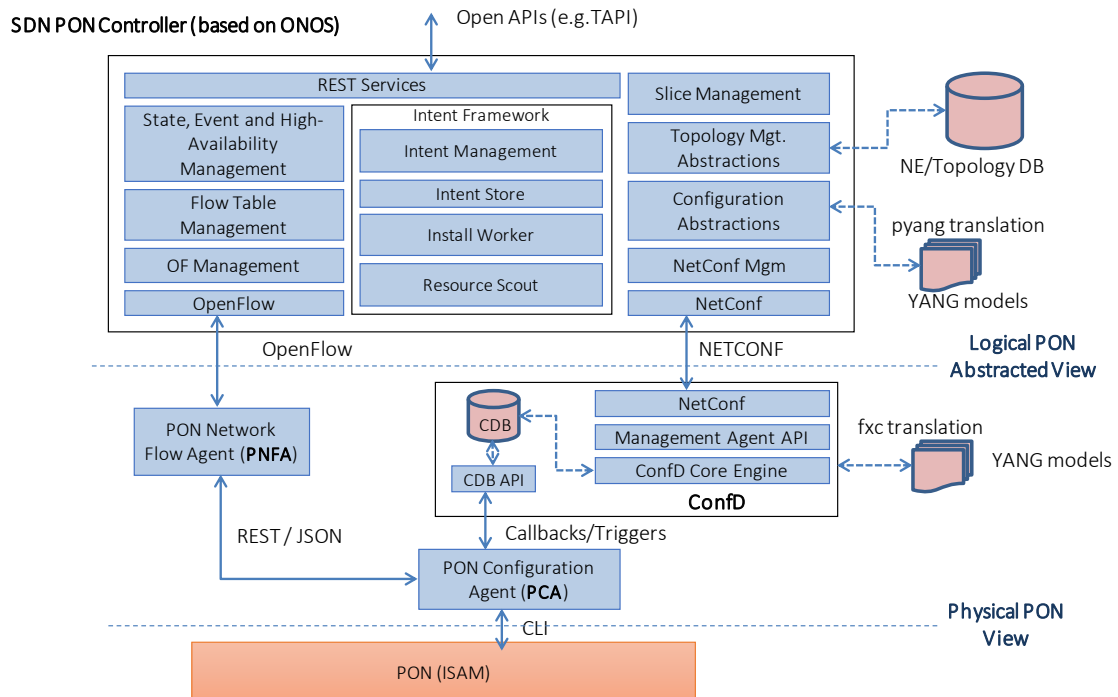 Open APIs (e.g.TAPI)
SDN PON Controller (based on ONOS)
REST Services
State, Event and High-
Availability
Management
Flow Table
Management
OF Management
OpenFlow
Intent Framework
Intent Management
Intent Store
Install Worker
Resource Scout
Slice Management
Topology Mgt.
Abstractions
Configuration
Abstractions
NetConf Mgm
NetConf
NE/Topology DB
pyang translation
YANG models
OpenFlow
NETCONF
Logical PON
Abstracted View
PON Network
Flow Agent (PNFA)
CDB
CDB API
NetConf
Management Agent API
ConfD Core Engine
ConfD
fxc translation
YANG models
REST / JSON
Callbacks/Triggers
PON Configuration
Agent (PCA)
Physical PON
View
CLI
PON (ISAM)